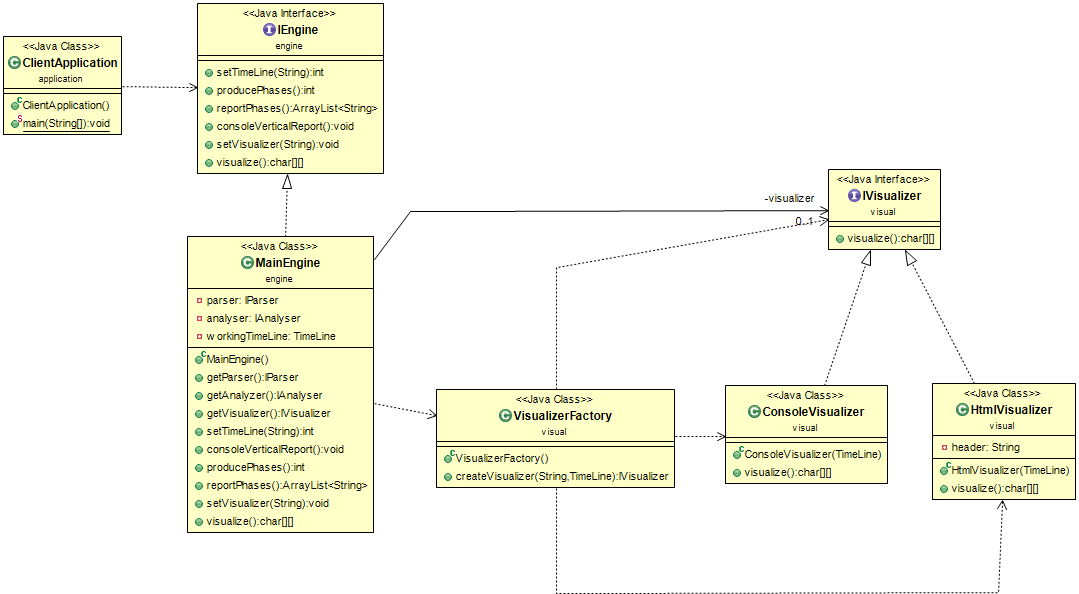 <<Java Interface>>
IEngine
engine
setTimeLine(String):int
producePhases():int
reportPhases():ArrayList<String>
consoleVerticalReport():void
setVisualizer(String):void
visualize():char[][]
<<Java Class>>
ClientApplication
application
ClientApplication()
main(String[]):void
<<Java Interface>>
IVisualizer
visual
visualize():char[][]
-visualizer
0..1
<<Java Class>>
MainEngine
engine
parser: IParser
analyser: IAnalyser
workingTimeLine: TimeLine
MainEngine()
getParser():IParser
getAnalyzer():IAnalyser
getVisualizer():IVisualizer
setTimeLine(String):int
consoleVerticalReport():void
producePhases():int
reportPhases():ArrayList<String>
setVisualizer(String):void
visualize():char[][]
<<Java Class>>
VisualizerFactory
visual
VisualizerFactory()
createVisualizer(String,TimeLine):IVisualizer
<<Java Class>>
ConsoleVisualizer
visual
ConsoleVisualizer(TimeLine)
visualize():char[][]
<<Java Class>>
HtmlVisualizer
visual
header: String
HtmlVisualizer(TimeLine)
visualize():char[][]